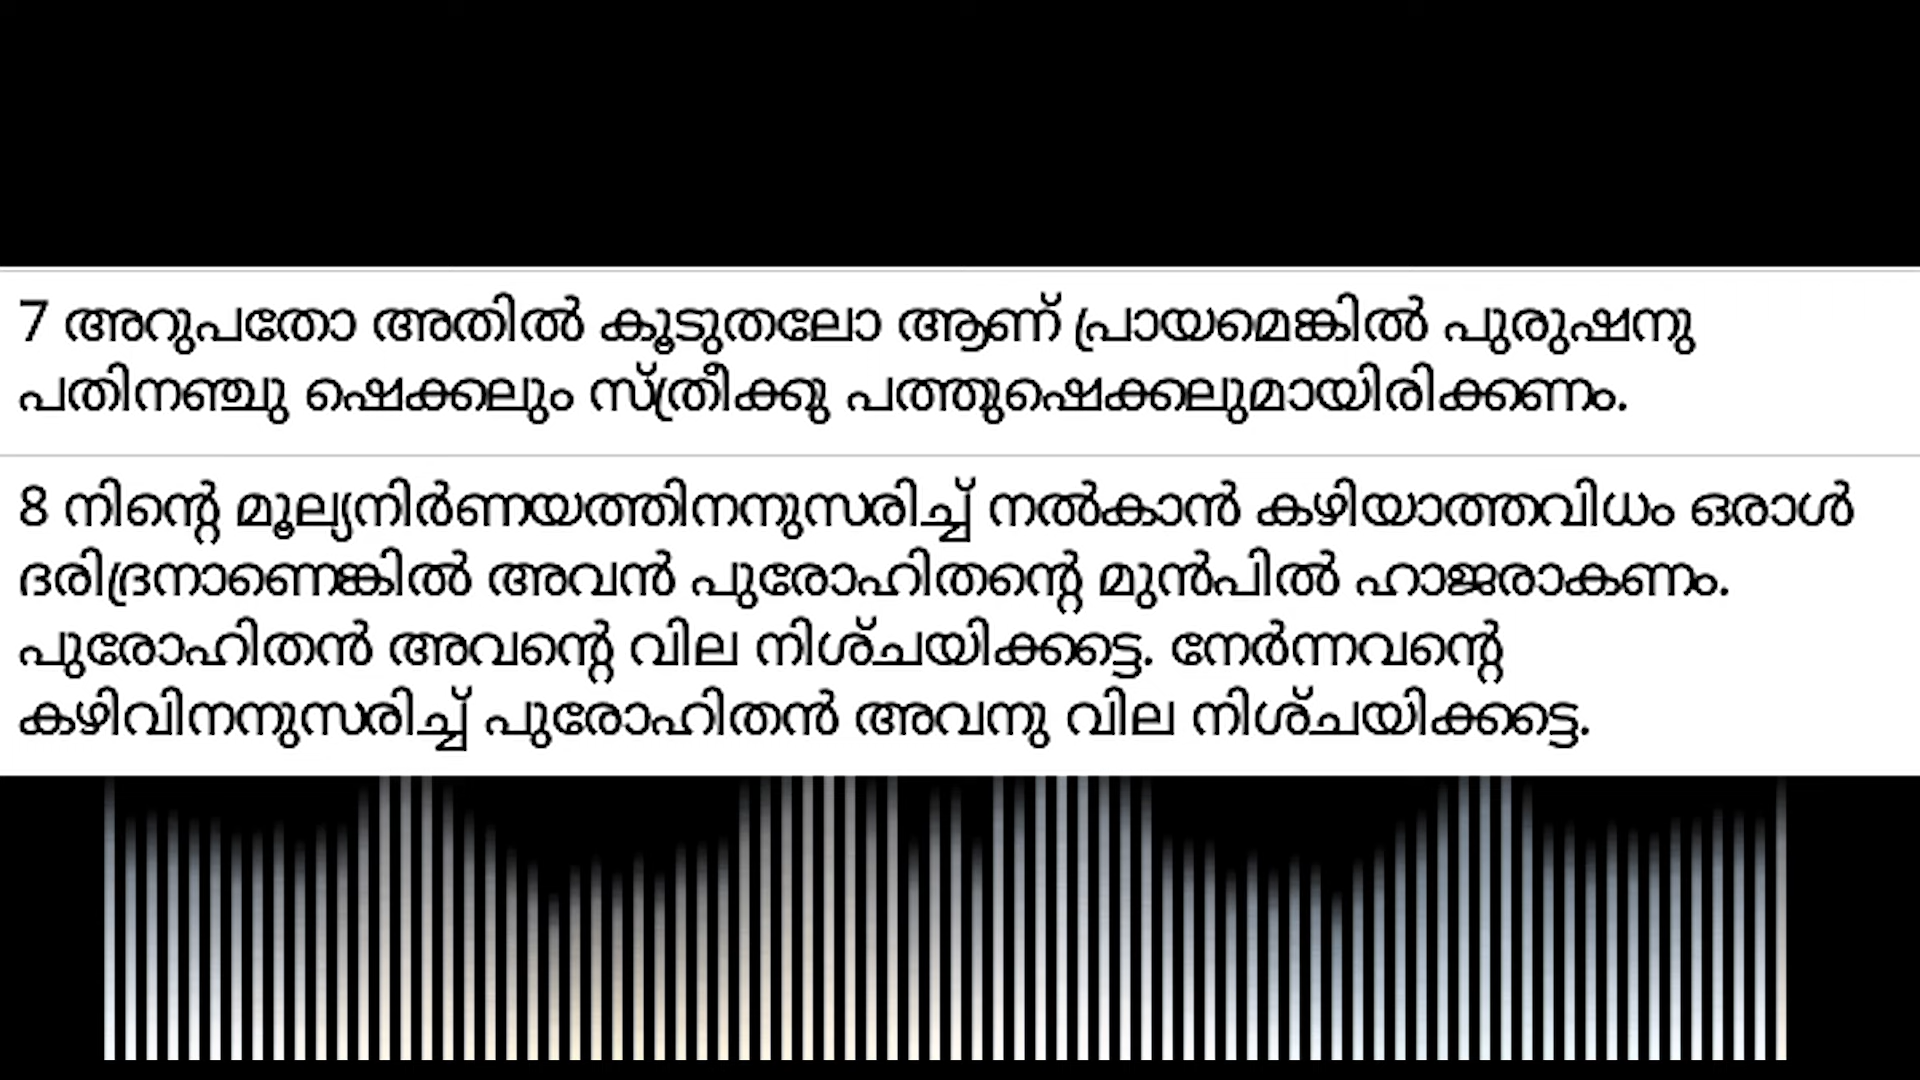 7 അറുപതോ അതിൽ കൂടുതലോ ആണ് പ്രായമെങ്കിൽ പുരുഷനു
പതിനഞ്ചു ഷെക്കലും സ്ത്രീക്കു പത്തുഷെക്കലുമായിരിക്കണം.
8 നിന്റെ മൂല്യനിർണയത്തിനനുസരിച്ച് നൽകാൻ കഴിയാത്തവിധം ഒരാൾ
ദരിദ്രനാണെങ്കിൽ അവൻ പുരോഹിതന്റെ മുൻപിൽ ഹാജരാകണം.
പുരോഹിതൻ അവന്റെ വില നിശ്ചയിക്കട്ടെ. നേർന്നവന്റെ
കഴിവിനനുസരിച്ച് പുരോഹിതൻ അവനു വില നിശ്ചയിക്കട്ടെ.